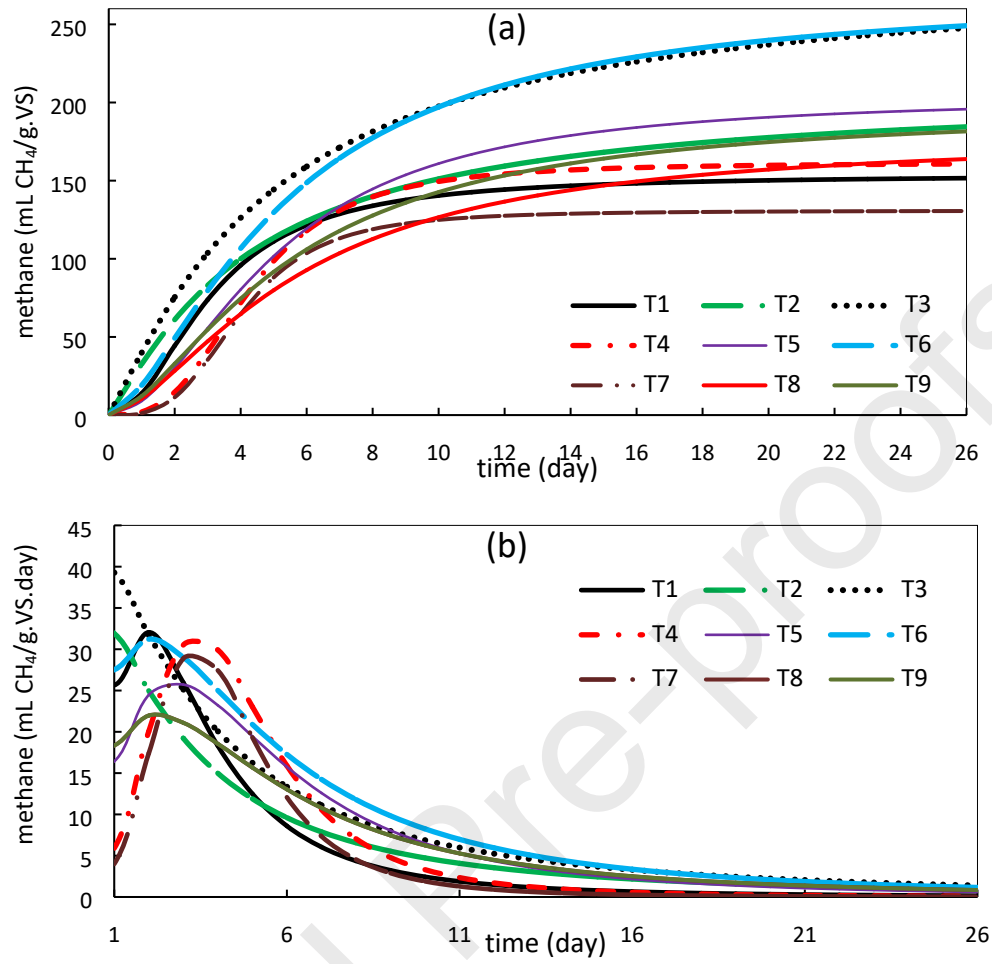 (a)
methane (mL CH₄/g.VS)
250
200
150
100
50
0
T1 T2 T3
T4 T5 T6
T7 T8 T9
0 2 4 6 8 10 12 14 16 18 20 22 24 26
time (day)
(b)
methane (mL CH₄/g.VS.day)
45
40
35
30
25
20
15
10
5
0
T1 T2 T3
T4 T5 T6
T7 T8 T9
1 6 11 16 21 26
time (day)
Pre-proofs